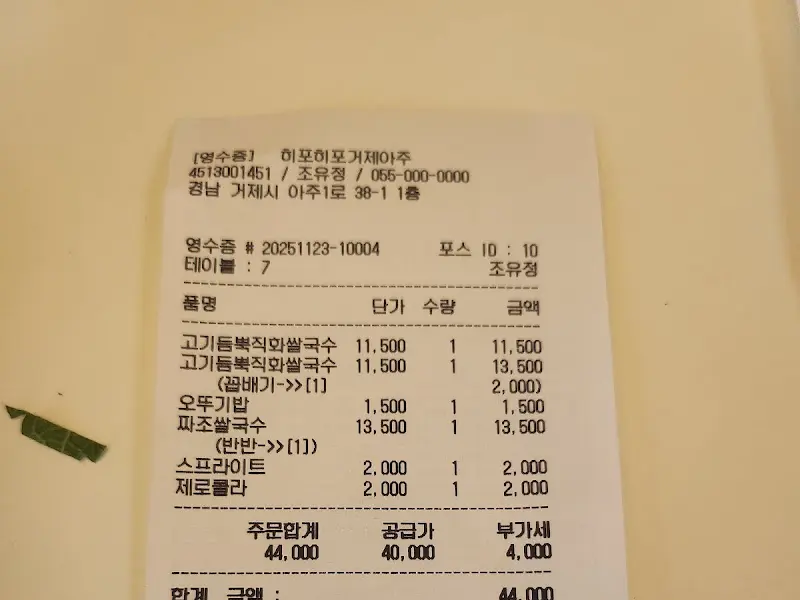 [영수증] 히포히포거제아주
4513001451 / 조유정 / 055-000-0000
경남 거제시 아주1로 38-1 1층
영수증 # 20251123-10004 포스 ID : 10
테이블 : 7 조유정
품명 단가 수량 금액
고기듬뿍직화쌀국수 11,500 1 11,500
고기듬뿍직화쌀국수 11,500 1 13,500
(꼽배기->>[1] 2,000)
오뚜기밥 1,500 1 1,500
짜조쌀국수 13,500 1 13,500
(반반->>[1])
스프라이트 2,000 1 2,000
제로콜라 2,000 1 2,000
주문합계 공급가 부가세
44,000 40,000 4,000
합계 금액 : 44,000